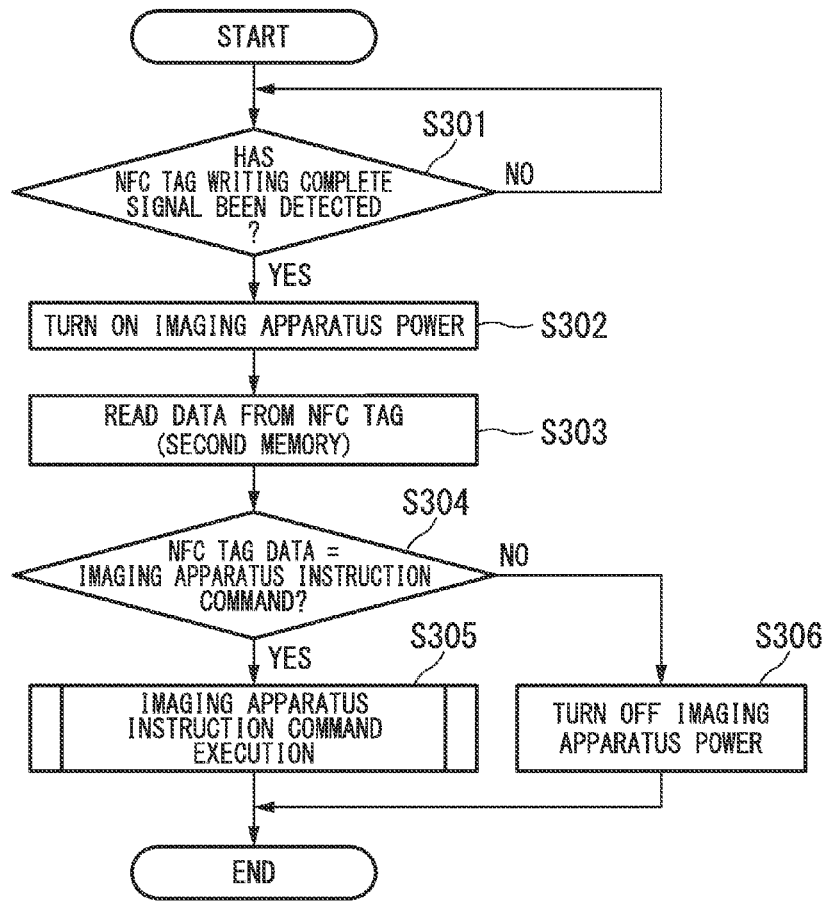 START
S301
HAS
NFC TAG WRITING COMPLETE
SIGNAL BEEN DETECTED
?
NO
YES
TURN ON IMAGING APPARATUS POWER
S302
READ DATA FROM NFC TAG
(SECOND MEMORY)
S303
S304
NFC TAG DATA =
IMAGING APPARATUS INSTRUCTION
COMMAND?
NO
YES
S305
IMAGING APPARATUS
INSTRUCTION COMMAND
EXECUTION
S306
TURN OFF IMAGING
APPARATUS POWER
END